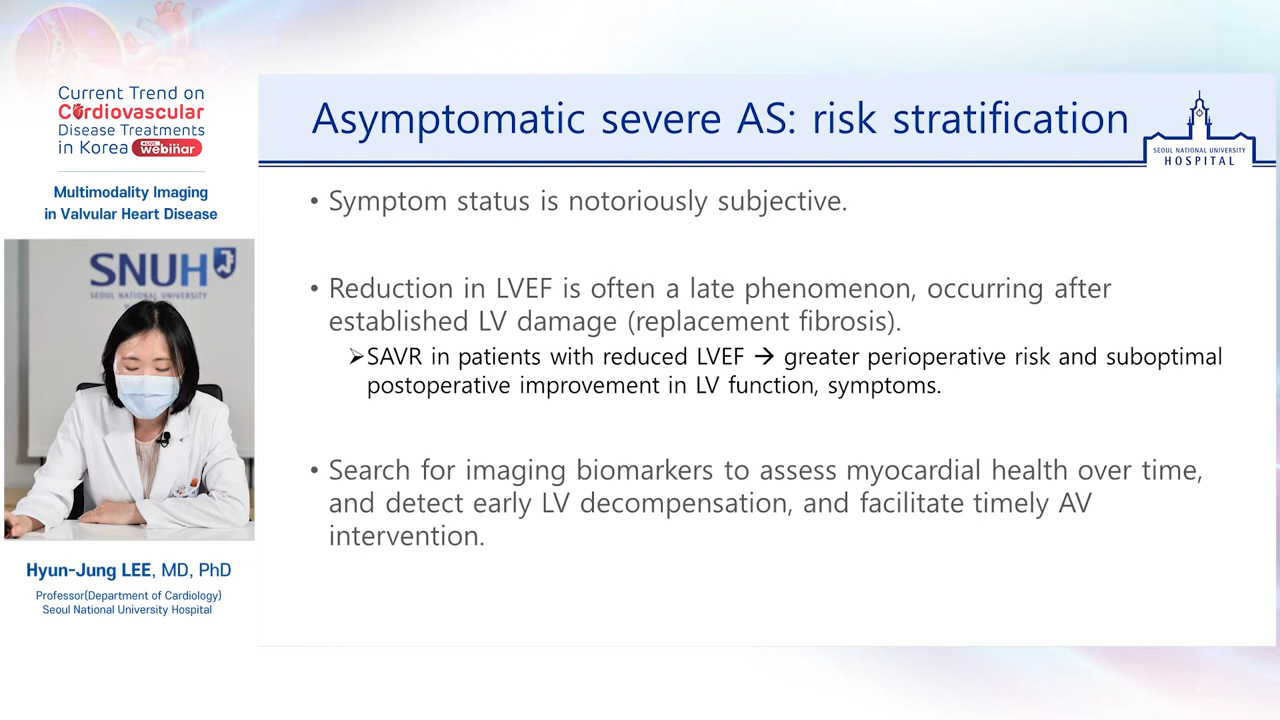 Current Trend on
Cardiovascular
Disease Treatments
in Korea LIVE webinar
Multimodality Imaging
in Valvular Heart Disease
SNUH
SEOUL NATIONAL UNIVERSITY
Hyun-Jung LEE, MD, PhD
Professor(Department of Cardiology)
Seoul National University Hospital
Asymptomatic severe AS: risk stratification
SEOUL NATIONAL UNIVERSITY
HOSPITAL
• Symptom status is notoriously subjective.
• Reduction in LVEF is often a late phenomenon, occurring after
established LV damage (replacement fibrosis).
➢SAVR in patients with reduced LVEF → greater perioperative risk and suboptimal
postoperative improvement in LV function, symptoms.
• Search for imaging biomarkers to assess myocardial health over time,
and detect early LV decompensation, and facilitate timely AV
intervention.